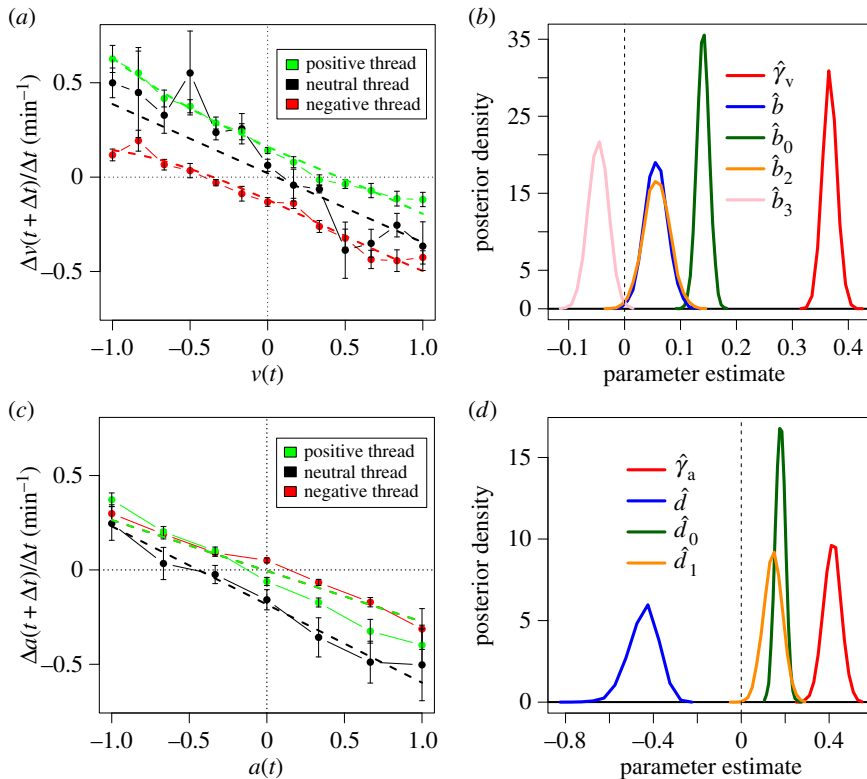 (a)
Δv(t + Δt)/Δt (min⁻¹)
0.5
0
−0.5
positive thread
neutral thread
negative thread
−1.0 −0.5 0 0.5 1.0
v(t)
(b)
posterior density
35
25
15
5
0
γ̂v
b̂
b̂0
b̂2
b̂3
−0.1 0 0.1 0.2 0.3 0.4
parameter estimate
(c)
Δa(t + Δt)/Δt (min⁻¹)
0.5
0
−0.5
positive thread
neutral thread
negative thread
−1.0 −0.5 0 0.5 1.0
a(t)
(d)
posterior density
15
10
5
0
γ̂a
d̂
d̂0
d̂1
−0.8 −0.4 0 0.4
parameter estimate